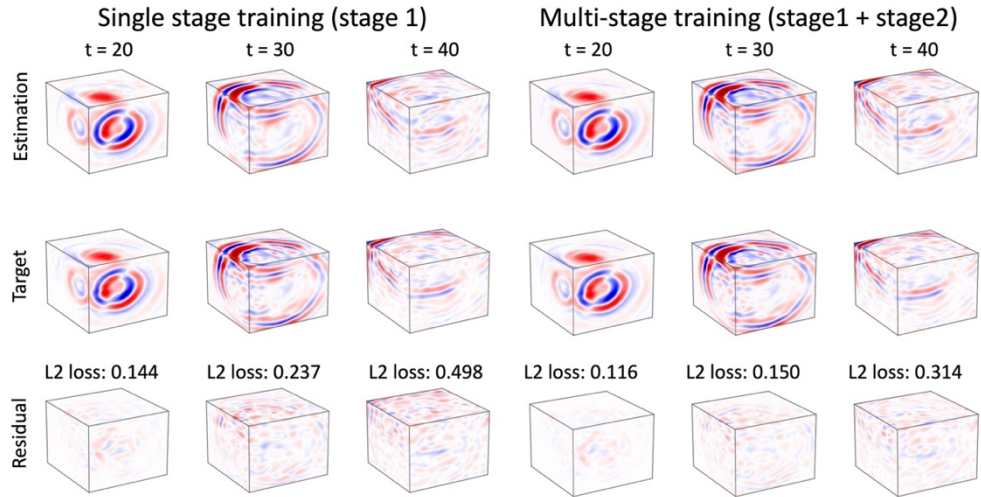 Single stage training (stage 1)
Multi-stage training (stage1 + stage2)
t = 20
t = 30
t = 40
t = 20
t = 30
t = 40
Estimation
Target
L2 loss: 0.144
L2 loss: 0.237
L2 loss: 0.498
L2 loss: 0.116
L2 loss: 0.150
L2 loss: 0.314
Residual